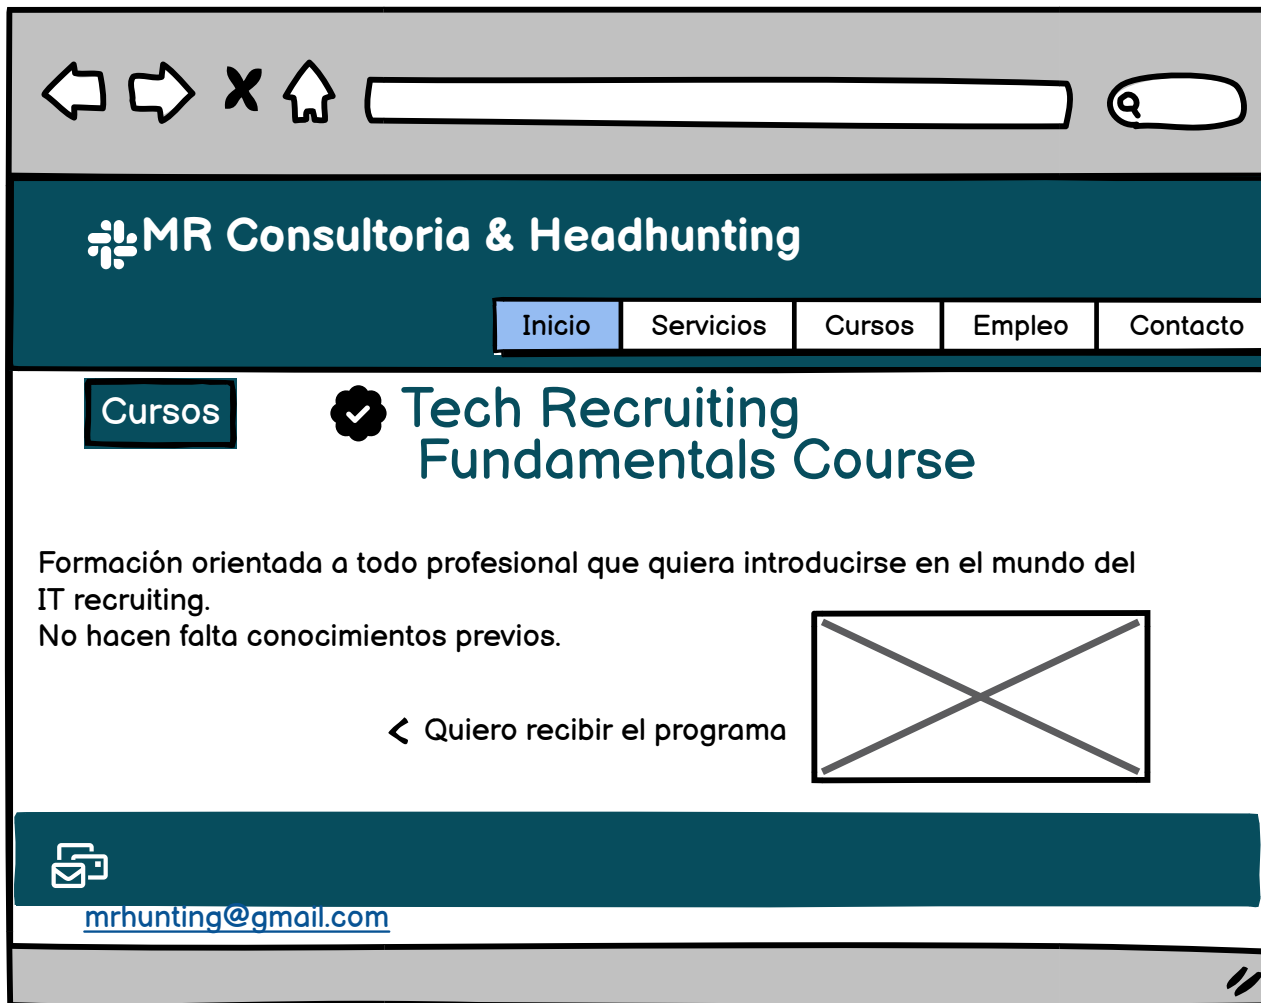 MR Consultoria & Headhunting
Inicio Servicios Cursos Empleo Contacto
Cursos
Tech Recruiting
Fundamentals Course
Formación orientada a todo profesional que quiera introducirse en el mundo del
IT recruiting.
No hacen falta conocimientos previos.
Quiero recibir el programa
mrhunting@gmail.com